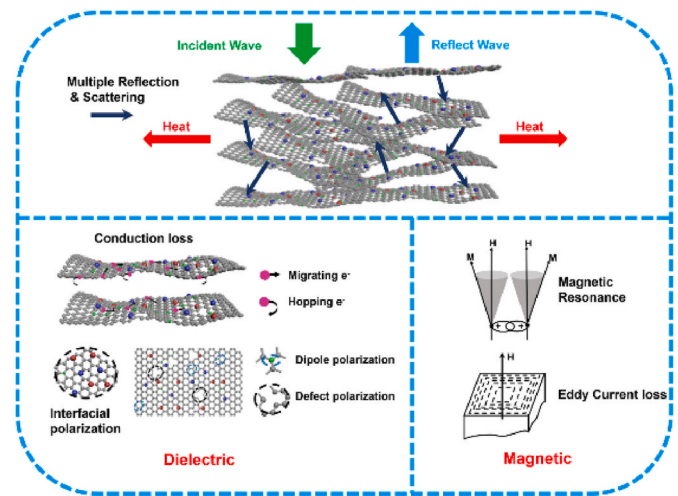 Incident Wave
Reflect Wave
Multiple Reflection
& Scattering
Heat
Heat
Conduction loss
Migrating e-
Hopping e-
Interfacial
polarization
Dipole polarization
Defect polarization
Dielectric
M
H
H
M
Magnetic
Resonance
+
+
H
Eddy Current loss
Magnetic